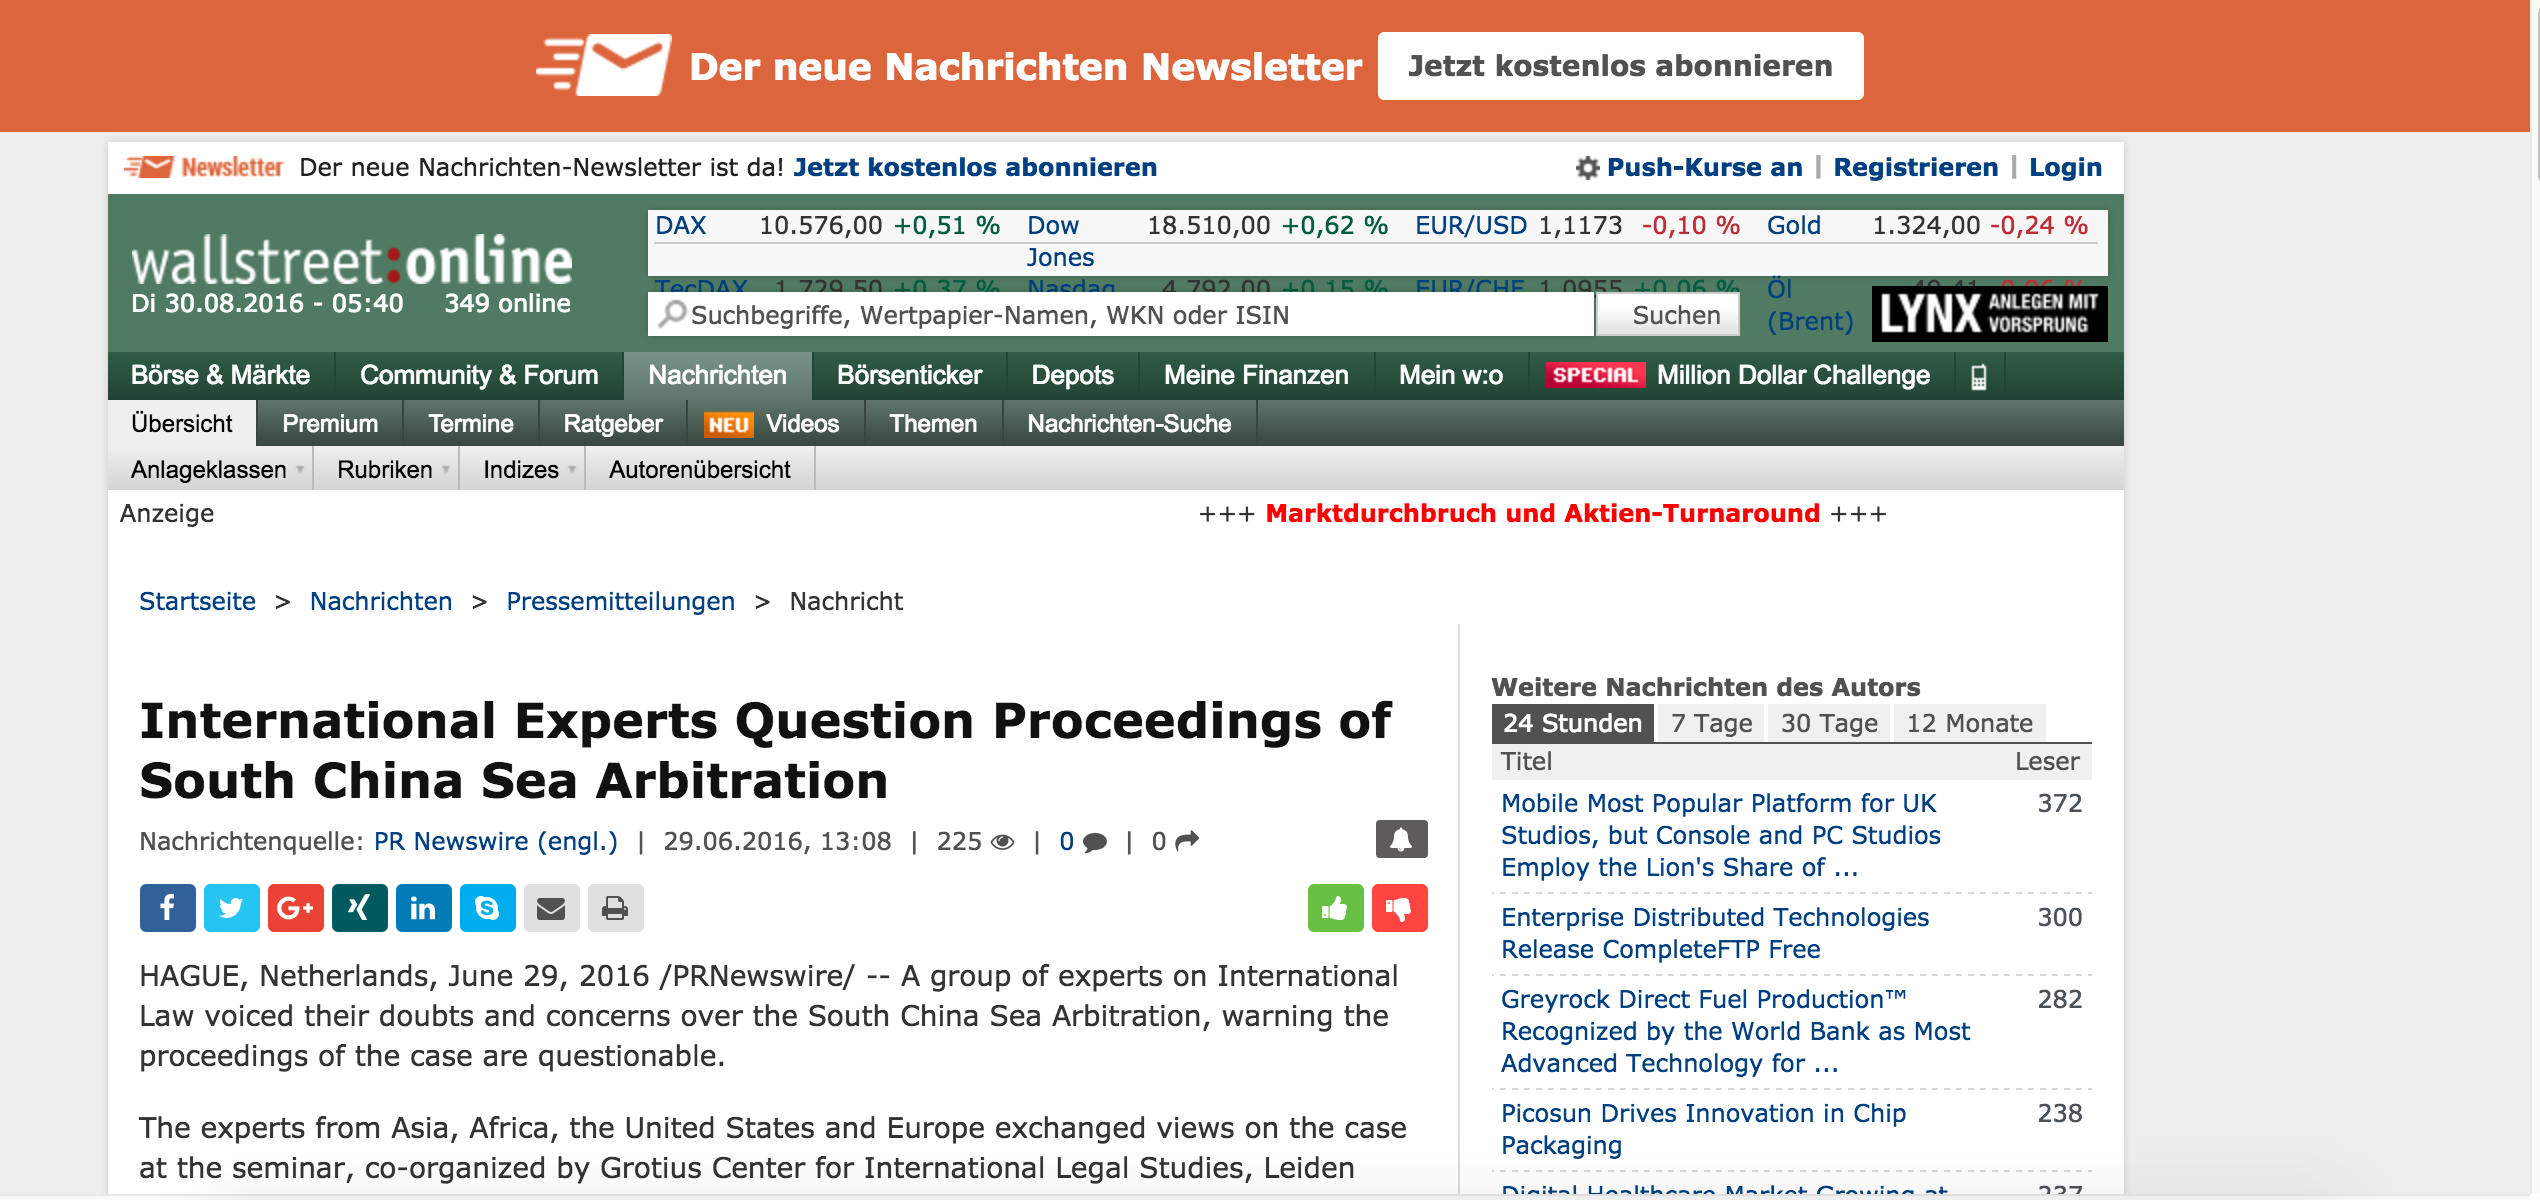 Der neue Nachrichten Newsletter Jetzt kostenlos abonnieren
Newsletter Der neue Nachrichten-Newsletter ist da! Jetzt kostenlos abonnieren
Push-Kurse an | Registrieren | Login
wallstreet:online
Di 30.08.2016 - 05:40 349 online
DAX 10.576,00 +0,51 % Dow Jones 18.510,00 +0,62 % EUR/USD 1,1173 -0,10 % Gold 1.324,00 -0,24 %
TecDAX 1.729,50 +0,37 % Nasdag 4.792,00 +0,15 % EUR/CHF 1,0955 +0,06 % Öl (Brent)
Suchbegriffe, Wertpapier-Namen, WKN oder ISIN Suchen
LYNX ANLEGEN MIT VORSPRUNG
Börse & Märkte Community & Forum Nachrichten Börsenticker Depots Meine Finanzen Mein w:o SPECIAL Million Dollar Challenge
Übersicht Premium Termine Ratgeber NEU Videos Themen Nachrichten-Suche
Anlageklassen Rubriken Indizes Autorenübersicht
Anzeige
+++ Marktdurchbruch und Aktien-Turnaround +++
Startseite > Nachrichten > Pressemitteilungen > Nachricht
International Experts Question Proceedings of
South China Sea Arbitration
Nachrichtenquelle: PR Newswire (engl.) | 29.06.2016, 13:08 | 225 | 0 | 0
HAGUE, Netherlands, June 29, 2016 /PRNewswire/ -- A group of experts on International
Law voiced their doubts and concerns over the South China Sea Arbitration, warning the
proceedings of the case are questionable.
The experts from Asia, Africa, the United States and Europe exchanged views on the case
at the seminar, co-organized by Grotius Center for International Legal Studies, Leiden
Weitere Nachrichten des Autors
24 Stunden 7 Tage 30 Tage 12 Monate
Titel Leser
Mobile Most Popular Platform for UK 372
Studios, but Console and PC Studios
Employ the Lion's Share of ...
Enterprise Distributed Technologies 300
Release CompleteFTP Free
Greyrock Direct Fuel Production™ 282
Recognized by the World Bank as Most
Advanced Technology for ...
Picosun Drives Innovation in Chip 238
Packaging
Digital Healthcare Market Growing at 237